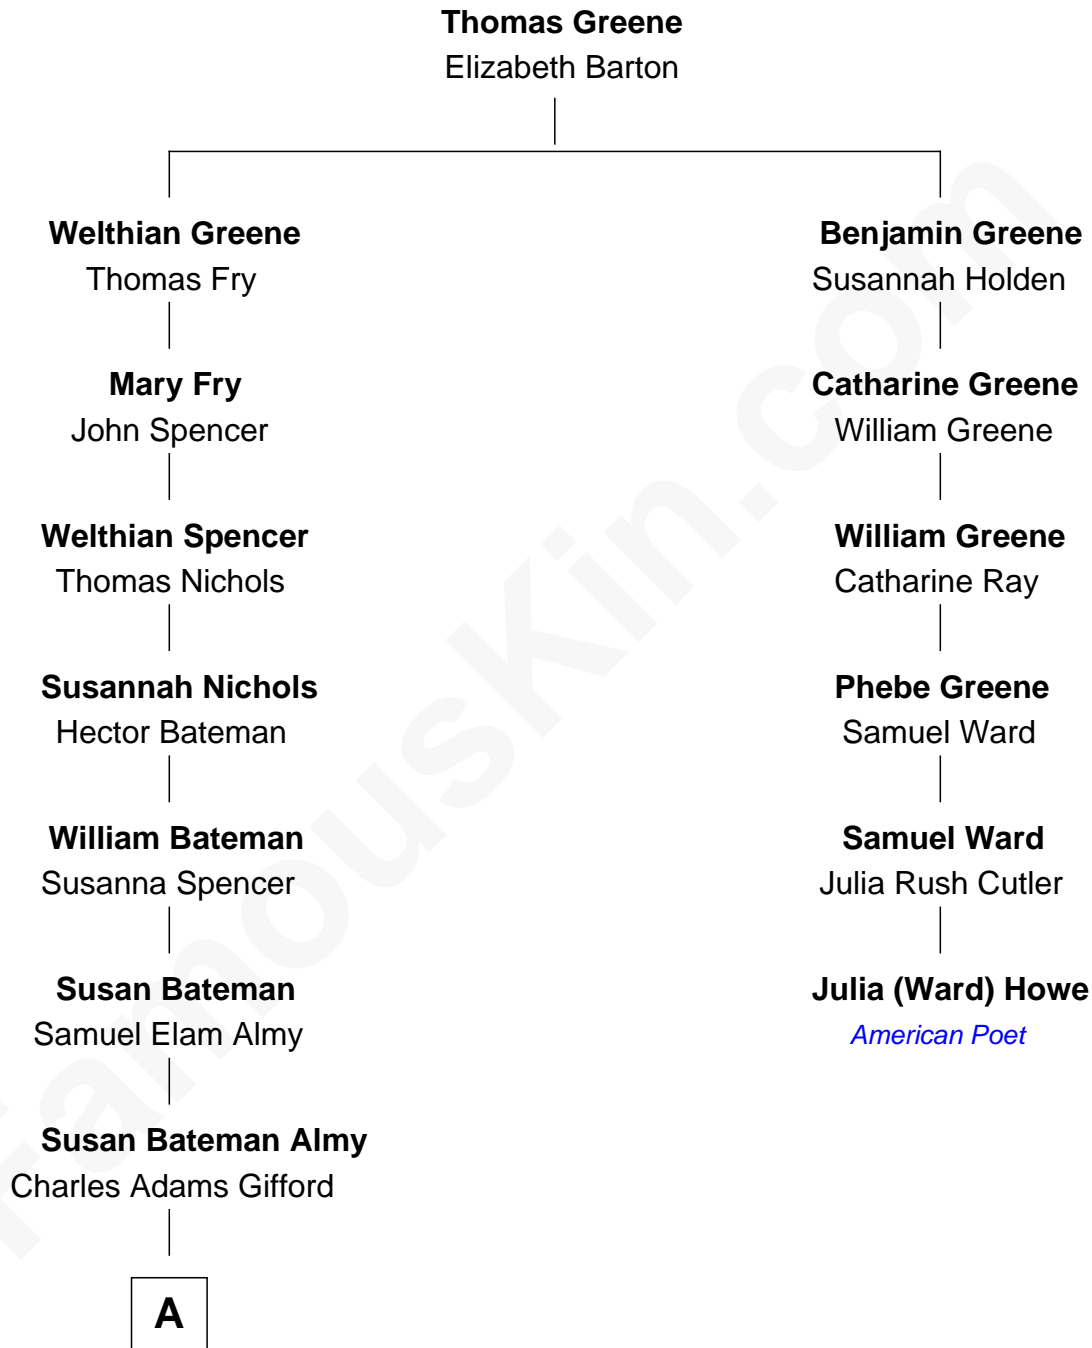 Thomas Greene
Elizabeth Barton
Welthian Greene
Thomas Fry
Mary Fry
John Spencer
Welthian Spencer
Thomas Nichols
Susannah Nichols
Hector Bateman
William Bateman
Susanna Spencer
Susan Bateman
Samuel Elam Almy
Susan Bateman Almy
Charles Adams Gifford
A
Benjamin Greene
Susannah Holden
Catharine Greene
William Greene
William Greene
Catharine Ray
Phebe Greene
Samuel Ward
Samuel Ward
Julia Rush Cutler
Julia (Ward) Howe
American Poet
FamousKin.com